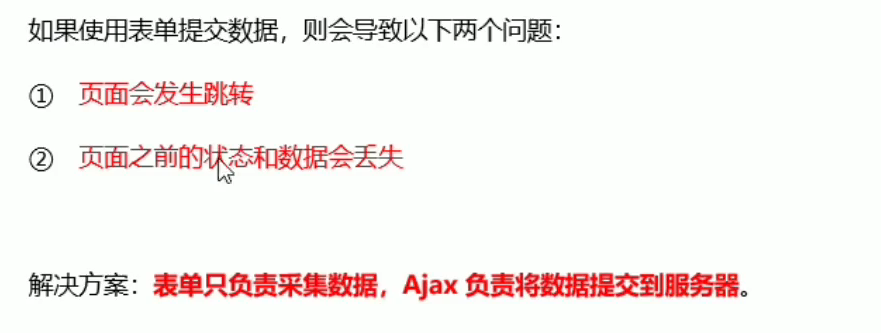 如果使用表单提交数据，则会导致以下两个问题：
① 页面会发生跳转
② 页面之前的状态和数据会丢失
解决方案：表单只负责采集数据，Ajax 负责将数据提交到服务器。